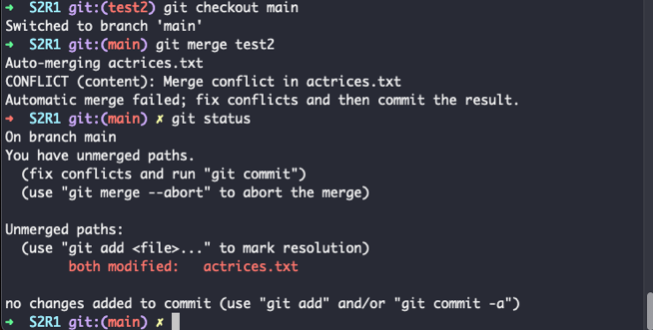 ➜  S2R1 git:(test2) git checkout main
Switched to branch 'main'
➜  S2R1 git:(main) git merge test2
Auto-merging actrices.txt
CONFLICT (content): Merge conflict in actrices.txt
Automatic merge failed; fix conflicts and then commit the result.
➜  S2R1 git:(main) ✗ git status
On branch main
You have unmerged paths.
  (fix conflicts and run "git commit")
  (use "git merge --abort" to abort the merge)

Unmerged paths:
  (use "git add <file>..." to mark resolution)
        both modified:   actrices.txt

no changes added to commit (use "git add" and/or "git commit -a")
➜  S2R1 git:(main) ✗